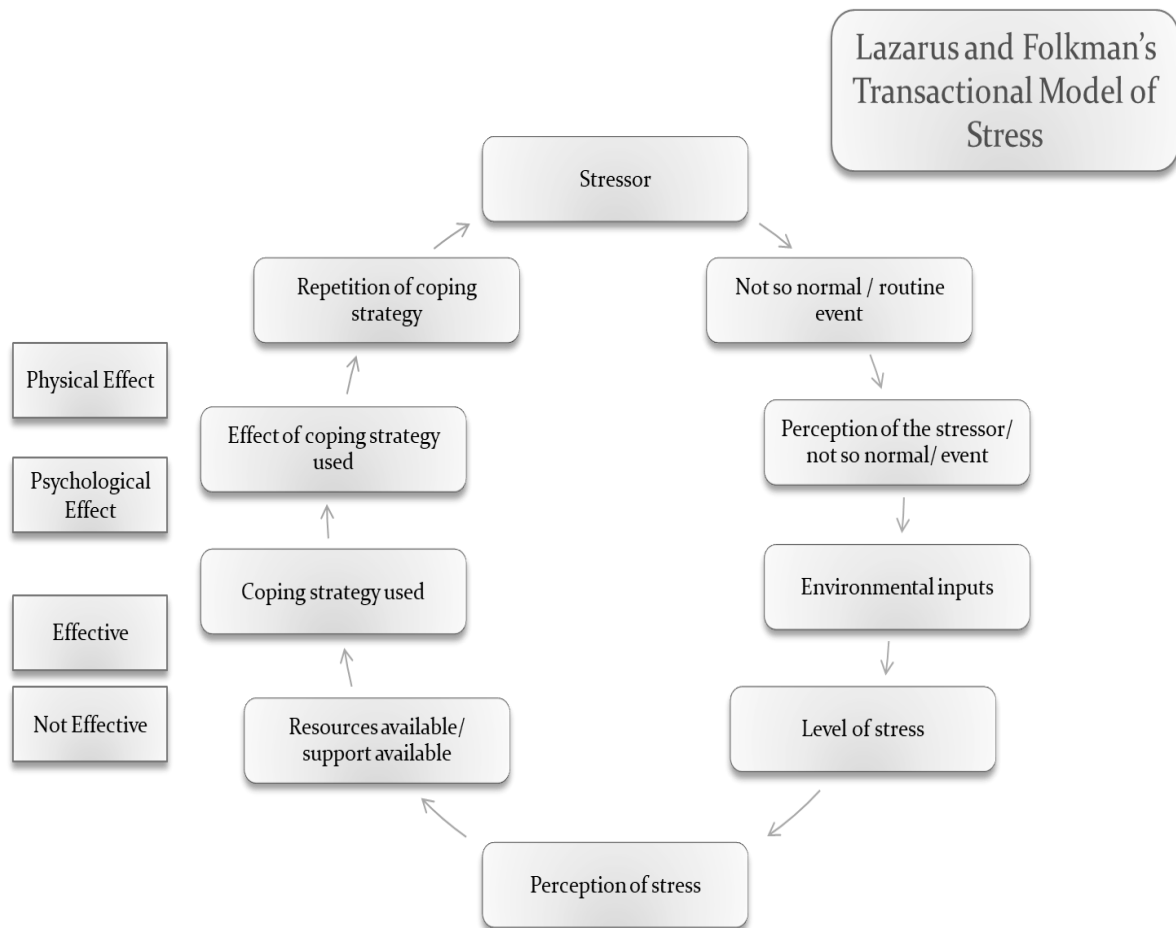 Lazarus and Folkman's
Transactional Model of
Stress
Stressor
Not so normal / routine
event
Perception of the stressor/
not so normal/ event
Environmental inputs
Level of stress
Perception of stress
Resources available/
support available
Coping strategy used
Effect of coping strategy
used
Repetition of coping
strategy
Physical Effect
Psychological
Effect
Effective
Not Effective